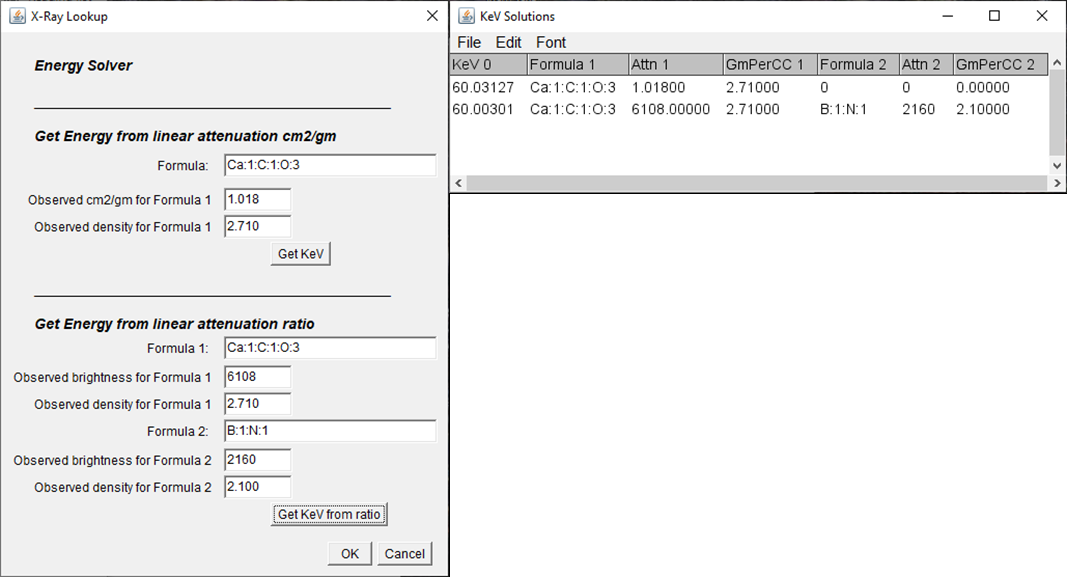 X-Ray Lookup
Energy Solver
Get Energy from linear attenuation cm2/gm
Formula: Ca:1:C:1:O:3
Observed cm2/gm for Formula 1 1.018
Observed density for Formula 1 2.710
Get KeV
Get Energy from linear attenuation ratio
Formula 1: Ca:1:C:1:O:3
Observed brightness for Formula 1 6108
Observed density for Formula 1 2.710
Formula 2: B:1:N:1
Observed brightness for Formula 2 2160
Observed density for Formula 2 2.100
Get KeV from ratio
OK Cancel
KeV Solutions
File Edit Font
KeV 0 Formula 1 Attn 1 GmPerCC 1 Formula 2 Attn 2 GmPerCC 2
60.03127 Ca:1:C:1:O:3 1.01800 2.71000 0 0 0.00000
60.00301 Ca:1:C:1:O:3 6108.00000 2.71000 B:1:N:1 2160 2.10000